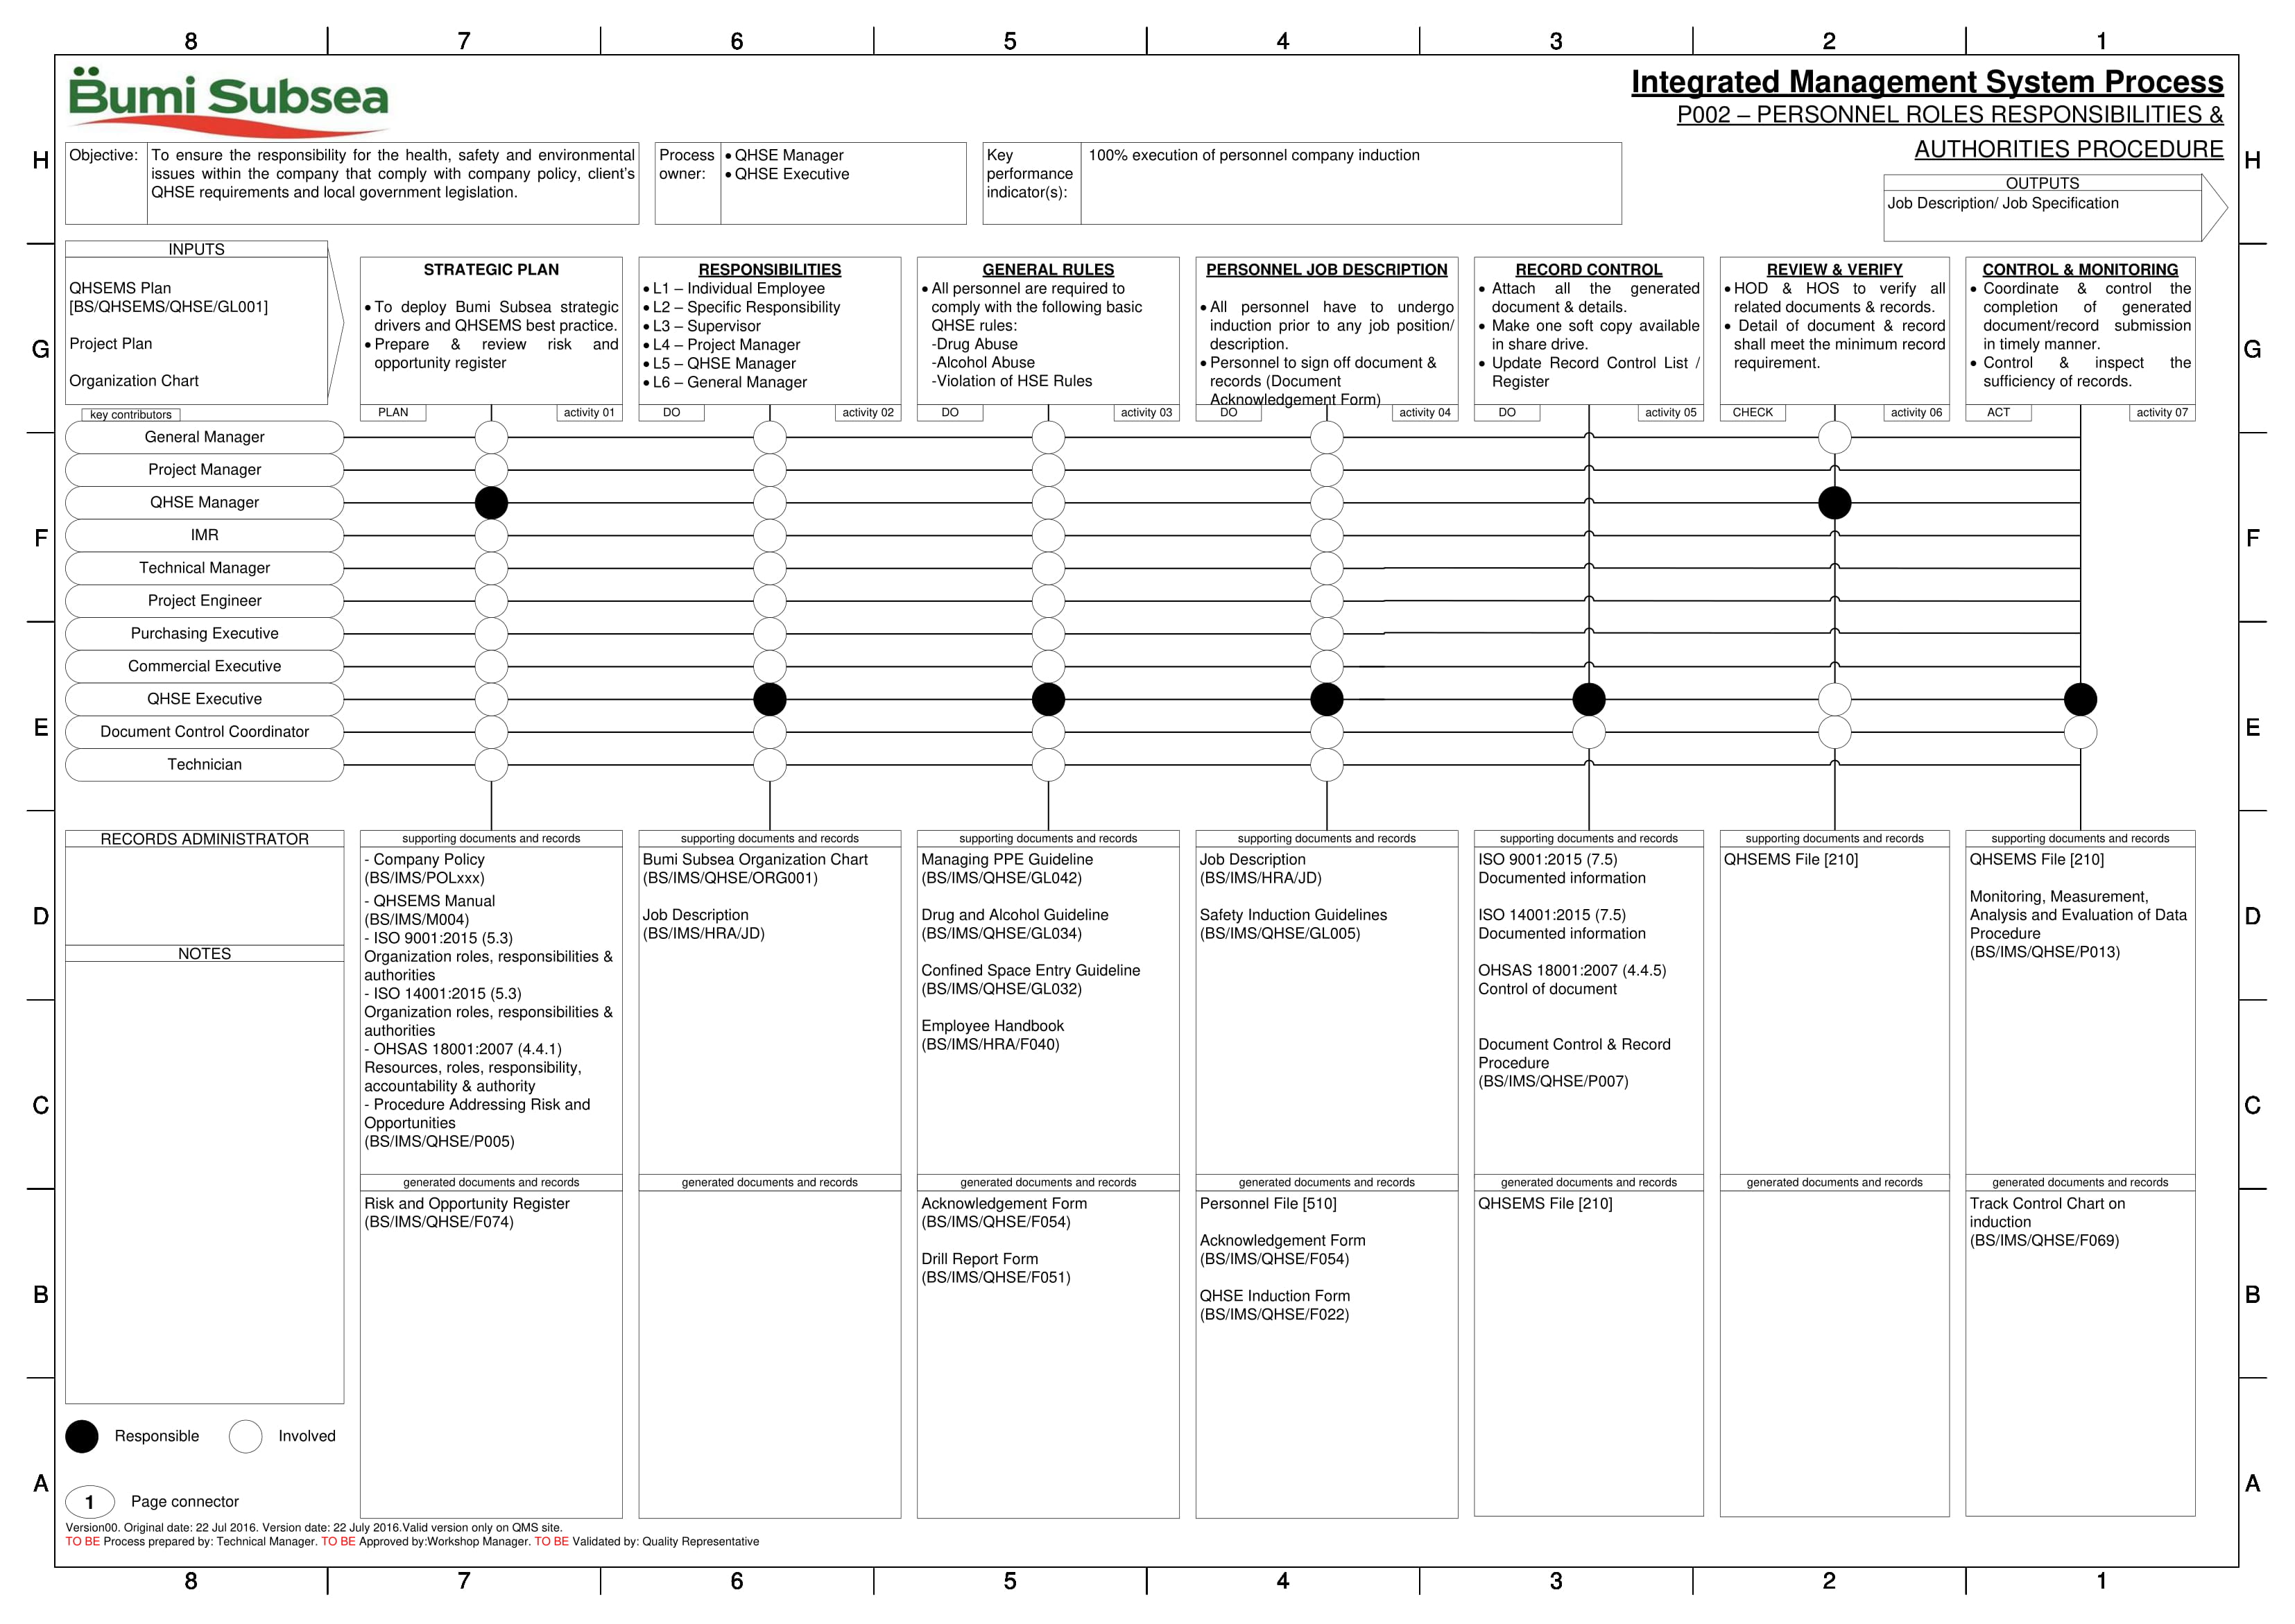 8 7 6 5 4 3 2 1
Bumi Subsea
Integrated Management System Process
P002 – PERSONNEL ROLES RESPONSIBILITIES &
AUTHORITIES PROCEDURE
H H
Objective:
To ensure the responsibility for the health, safety and environmental
issues within the company that comply with company policy, client's
QHSE requirements and local government legislation.
Process
owner:
• QHSE Manager
• QHSE Executive
Key
performance
indicator(s):
100% execution of personnel company induction
OUTPUTS
Job Description/ Job Specification
INPUTS
QHSEMS Plan
[BS/QHSEMS/QHSE/GL001]
Project Plan
Organization Chart
G G
STRATEGIC PLAN
• To deploy Bumi Subsea strategic
drivers and QHSEMS best practice.
• Prepare & review risk and
opportunity register
PLAN
activity 01
RESPONSIBILITIES
• L1 – Individual Employee
• L2 – Specific Responsibility
• L3 – Supervisor
• L4 – Project Manager
• L5 – QHSE Manager
• L6 – General Manager
DO
activity 02
GENERAL RULES
• All personnel are required to
comply with the following basic
QHSE rules:
-Drug Abuse
-Alcohol Abuse
-Violation of HSE Rules
DO
activity 03
PERSONNEL JOB DESCRIPTION
• All personnel have to undergo
induction prior to any job position/
description.
• Personnel to sign off document &
records (Document
Acknowledgement Form)
DO
activity 04
RECORD CONTROL
• Attach all the generated
document & details.
• Make one soft copy available
in share drive.
• Update Record Control List /
Register
DO
activity 05
REVIEW & VERIFY
• HOD & HOS to verify all
related documents & records.
• Detail of document & record
shall meet the minimum record
requirement.
CHECK
activity 06
CONTROL & MONITORING
• Coordinate & control the
completion of generated
document/record submission
in timely manner.
• Control & inspect the
sufficiency of records.
ACT
activity 07
key contributors
General Manager
Project Manager
QHSE Manager
F F
IMR
Technical Manager
Project Engineer
Purchasing Executive
Commercial Executive
QHSE Executive
E E
Document Control Coordinator
Technician
RECORDS ADMINISTRATOR
NOTES
D D
C C
B B
A A
supporting documents and records
- Company Policy
(BS/IMS/POLxxx)
- QHSEMS Manual
(BS/IMS/M004)
- ISO 9001:2015 (5.3)
Organization roles, responsibilities &
authorities
- ISO 14001:2015 (5.3)
Organization roles, responsibilities &
authorities
- OHSAS 18001:2007 (4.4.1)
Resources, roles, responsibility,
accountability & authority
- Procedure Addressing Risk and
Opportunities
(BS/IMS/QHSE/P005)
generated documents and records
Risk and Opportunity Register
(BS/IMS/QHSE/F074)
supporting documents and records
Bumi Subsea Organization Chart
(BS/IMS/QHSE/ORG001)
Job Description
(BS/IMS/HRA/JD)
generated documents and records
supporting documents and records
Managing PPE Guideline
(BS/IMS/QHSE/GL042)
Drug and Alcohol Guideline
(BS/IMS/QHSE/GL034)
Confined Space Entry Guideline
(BS/IMS/QHSE/GL032)
Employee Handbook
(BS/IMS/HRA/F040)
generated documents and records
Acknowledgement Form
(BS/IMS/QHSE/F054)
Drill Report Form
(BS/IMS/QHSE/F051)
supporting documents and records
Job Description
(BS/IMS/HRA/JD)
Safety Induction Guidelines
(BS/IMS/QHSE/GL005)
generated documents and records
Personnel File [510]
Acknowledgement Form
(BS/IMS/QHSE/F054)
QHSE Induction Form
(BS/IMS/QHSE/F022)
supporting documents and records
ISO 9001:2015 (7.5)
Documented information
ISO 14001:2015 (7.5)
Documented information
OHSAS 18001:2007 (4.4.5)
Control of document
Document Control & Record
Procedure
(BS/IMS/QHSE/P007)
generated documents and records
QHSEMS File [210]
supporting documents and records
QHSEMS File [210]
generated documents and records
supporting documents and records
QHSEMS File [210]
Monitoring, Measurement,
Analysis and Evaluation of Data
Procedure
(BS/IMS/QHSE/P013)
generated documents and records
Track Control Chart on
induction
(BS/IMS/QHSE/F069)
Responsible
Involved
1 Page connector
Version00. Original date: 22 Jul 2016. Version date: 22 July 2016.Valid version only on QMS site.
TO BE Process prepared by: Technical Manager. TO BE Approved by:Workshop Manager. TO BE Validated by: Quality Representative
8 7 6 5 4 3 2 1